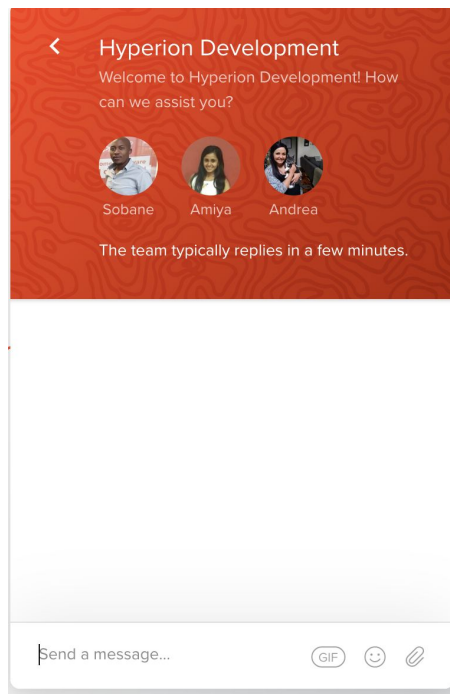 Hyperion Development
Welcome to Hyperion Development! How
can we assist you?
Sobane Amiya Andrea
The team typically replies in a few minutes.
Send a message... GIF